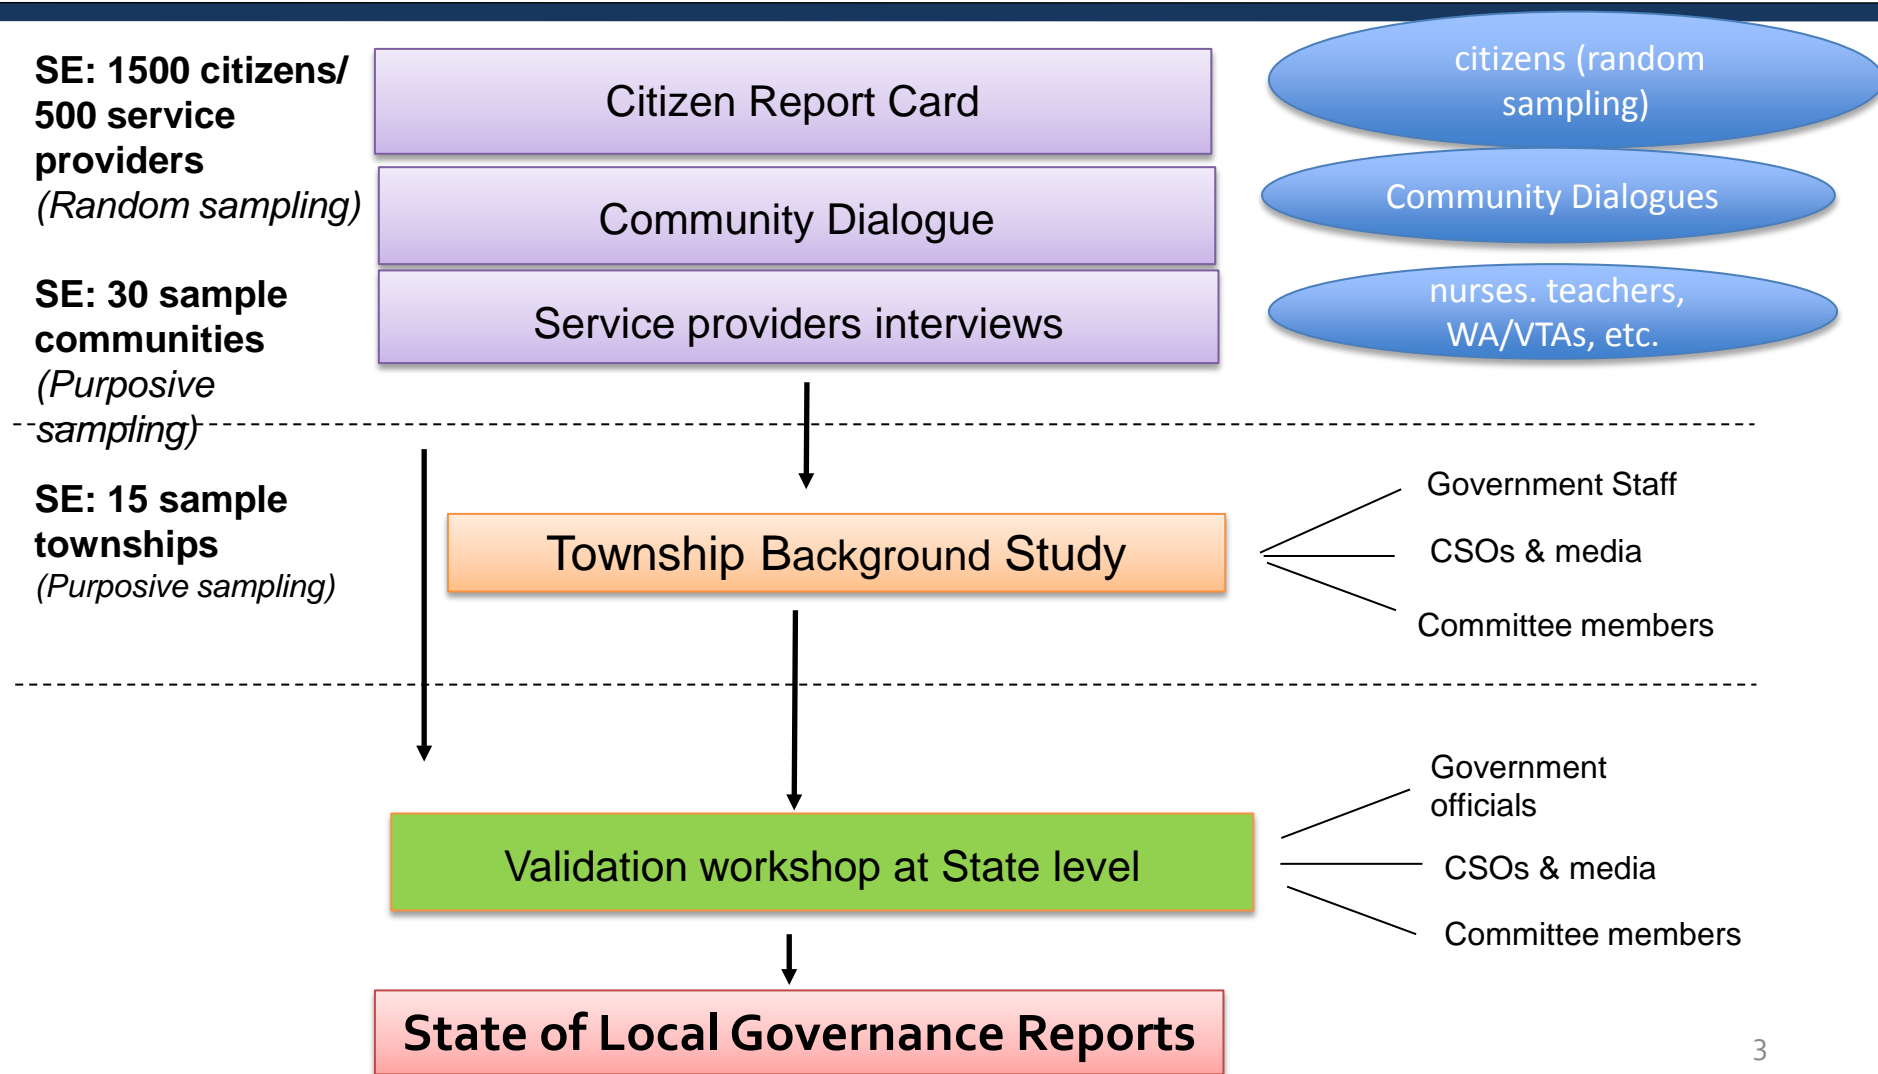 SE: 1500 citizens/
500 service
providers
(Random sampling)
SE: 30 sample
communities
(Purposive
sampling)
SE: 15 sample
townships
(Purposive sampling)
Citizen Report Card
Community Dialogue
Service providers interviews
citizens (random
sampling)
Community Dialogues
nurses. teachers,
WA/VTAs, etc.
Township Background Study
Government Staff
CSOs & media
Committee members
Validation workshop at State level
Government
officials
CSOs & media
Committee members
State of Local Governance Reports
3